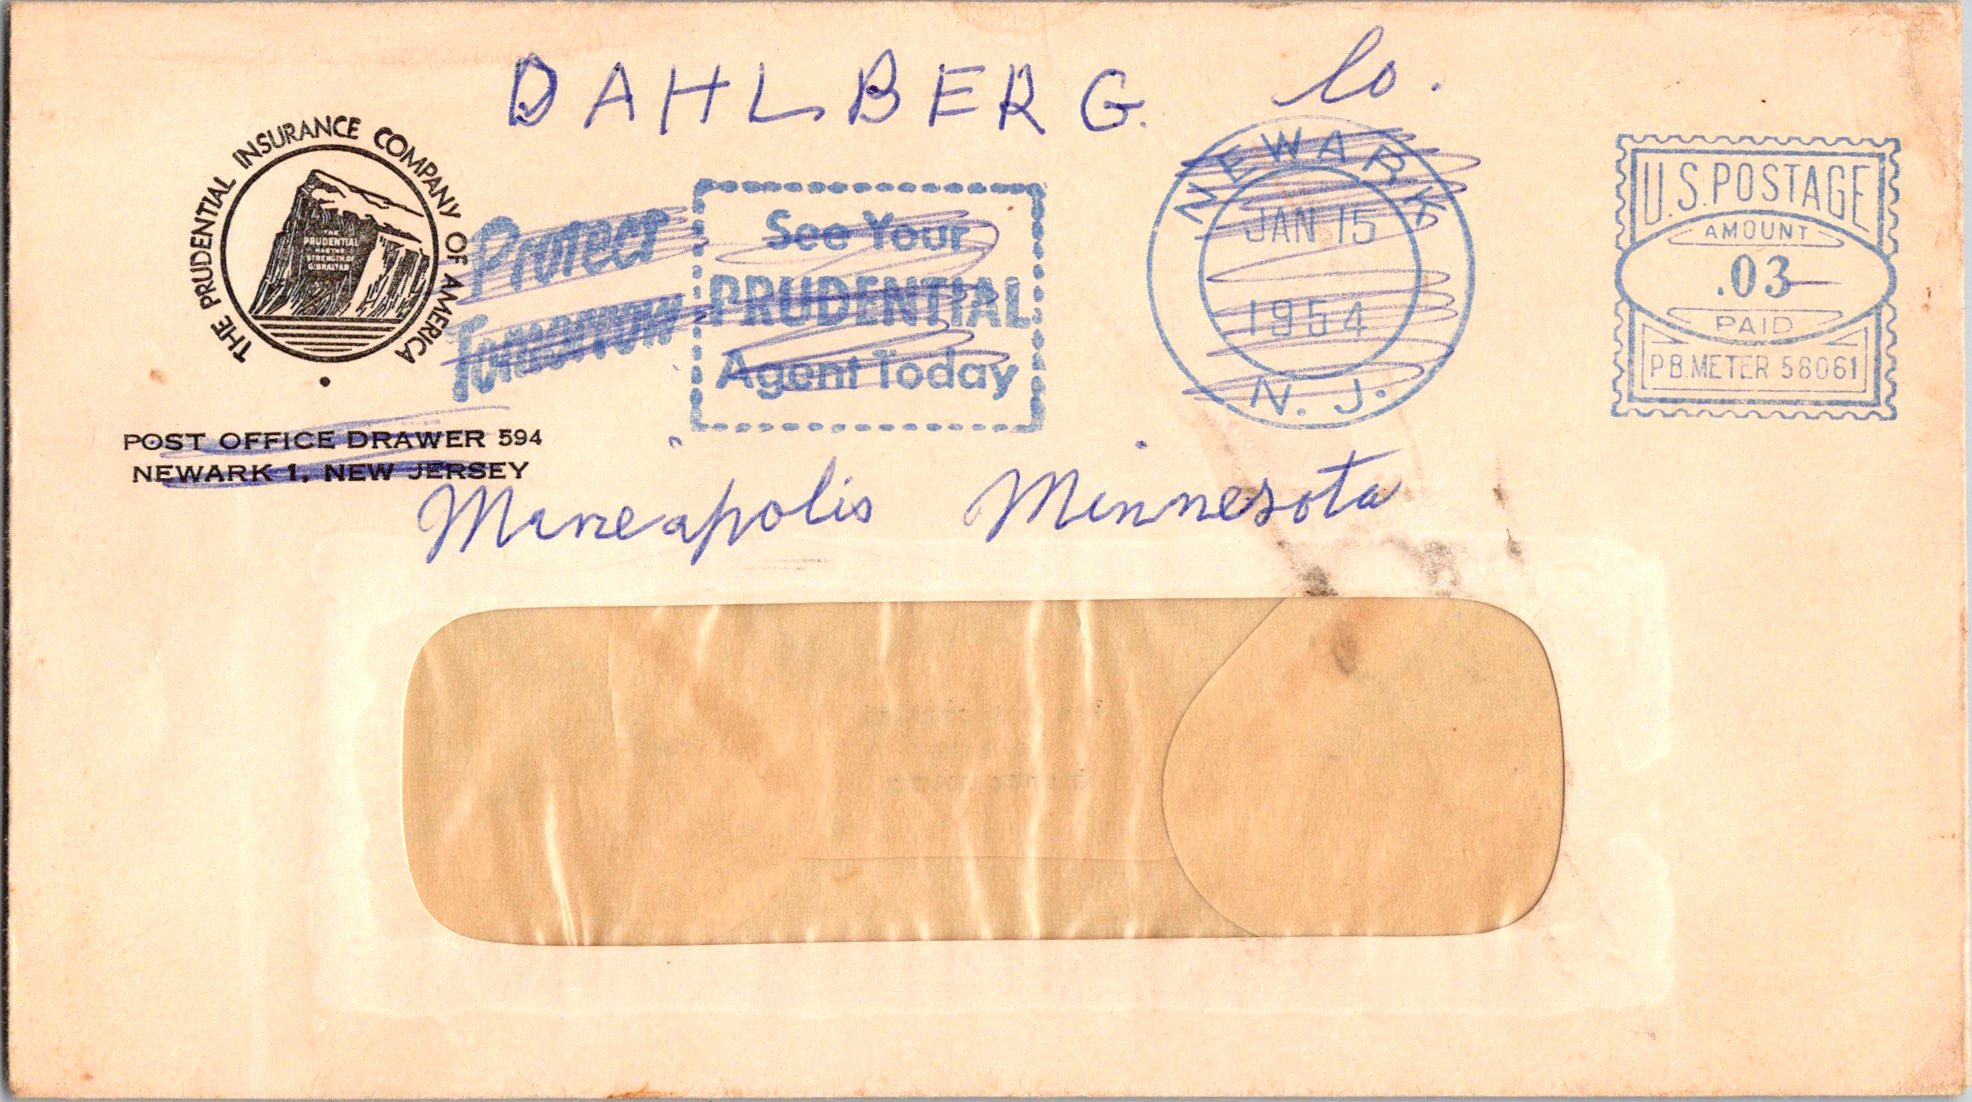 DAHLBERG. Co.
THE PRUDENTIAL INSURANCE COMPANY OF AMERICA
THE
PRUDENTIAL
HAS THE
STRENGTH OF
GIBRALTAR
Protect
Tomorrow
See Your
PRUDENTIAL
Agent Today
NEWARK
JAN 15
1954
N. J.
U.S. POSTAGE
AMOUNT
.03
PAID
P.B. METER 58061
POST OFFICE DRAWER 594
NEWARK 1, NEW JERSEY
Minneapolis Minnesota